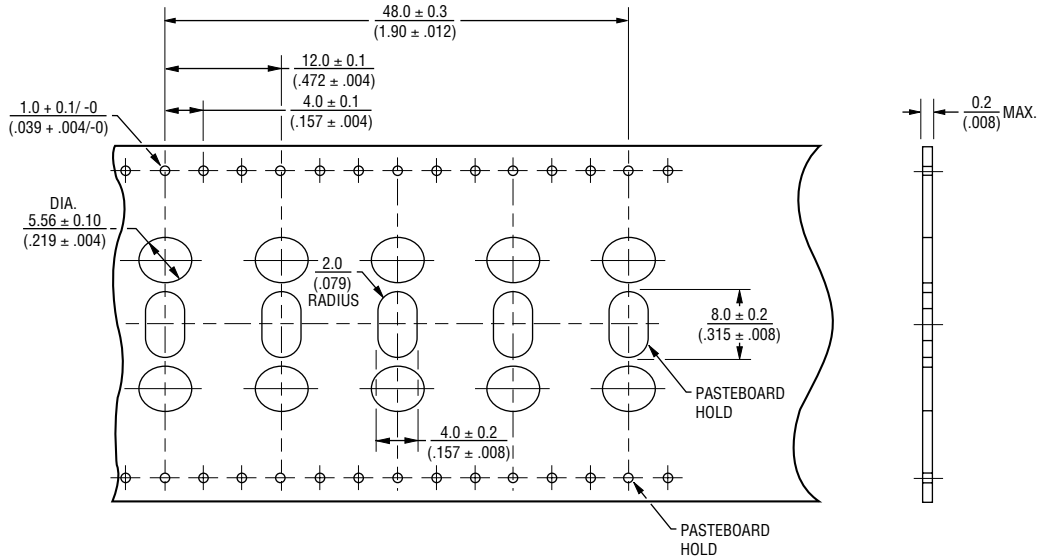 48.0 ± 0.3
(1.90 ± .012)
12.0 ± 0.1
(.472 ± .004)
4.0 ± 0.1
(.157 ± .004)
1.0 + 0.1/ -0
(.039 + .004/-0)
0.2
(.008)
MAX.
DIA.
5.56 ± 0.10
(.219 ± .004)
2.0
(.079)
RADIUS
8.0 ± 0.2
(.315 ± .008)
PASTEBOARD
HOLD
4.0 ± 0.2
(.157 ± .008)
PASTEBOARD
HOLD